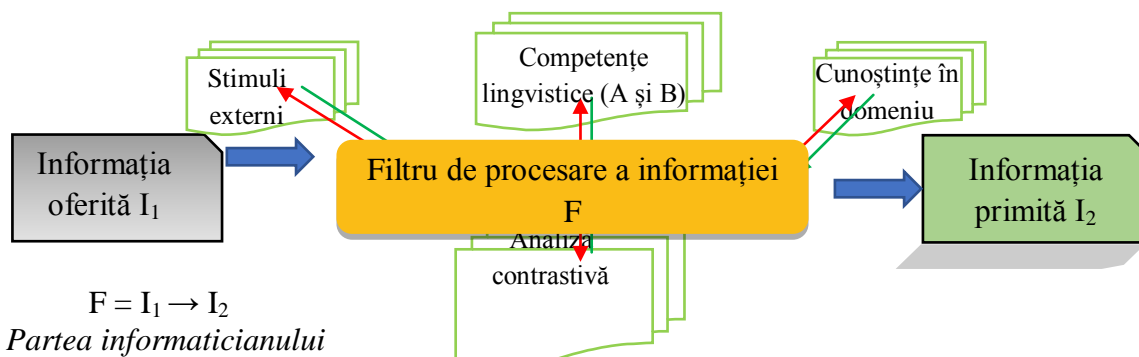 Stimuli
externi
Competențe
lingvistice (A și B)
Cunoștințe în
domeniu
Informația
oferită I₁
Filtru de procesare a informației
F
Informația
primită I₂
Analiza
contrastivă
F = I₁ → I₂
Partea informaticianului